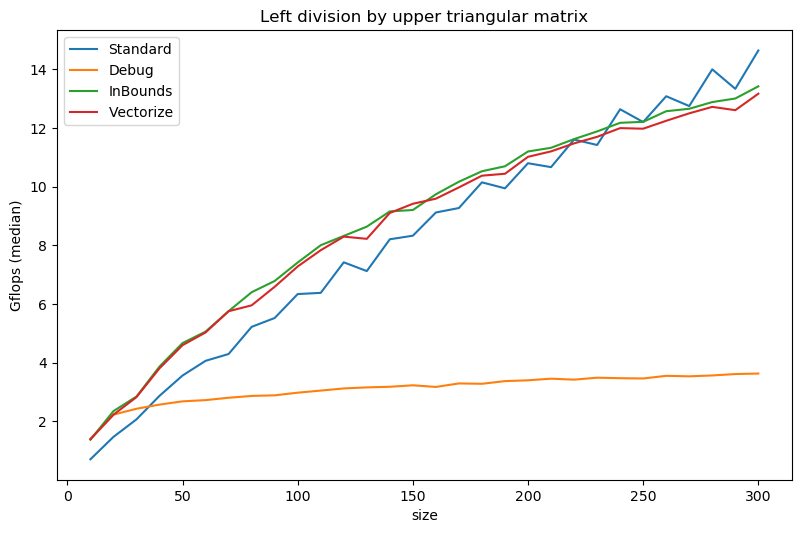 Left division by upper triangular matrix
Standard
Debug
InBounds
Vectorize
Gflops (median)
14
12
10
8
6
4
2
0
50
100
150
200
250
300
size